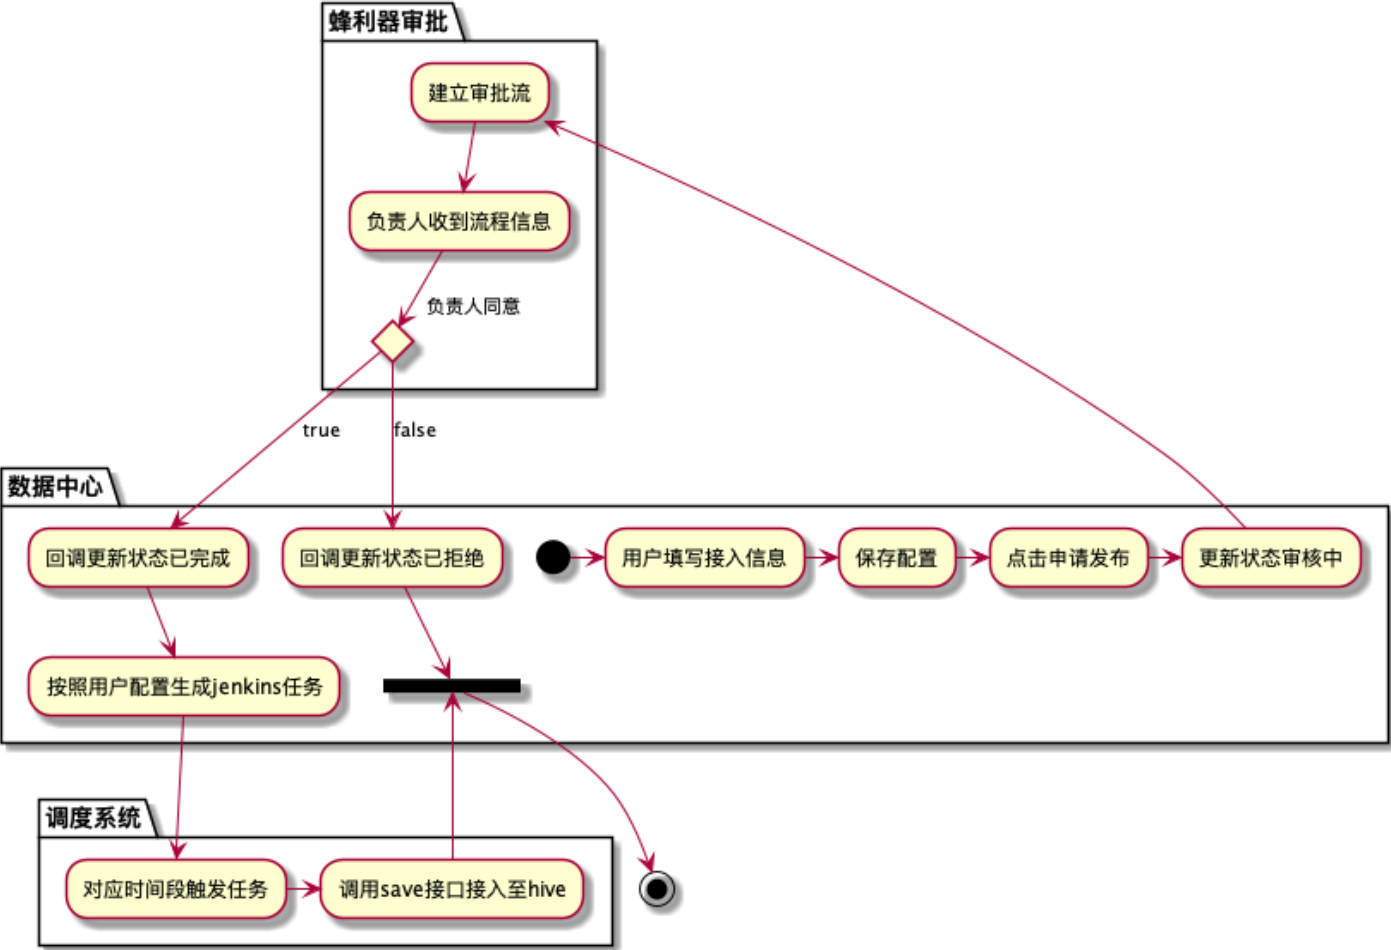 蜂利器审批
建立审批流
负责人收到流程信息
负责人同意
true
false
数据中心
回调更新状态已完成
回调更新状态已拒绝
用户填写接入信息
保存配置
点击申请发布
更新状态审核中
按照用户配置生成jenkins任务
调度系统
对应时间段触发任务
调用save接口接入至hive